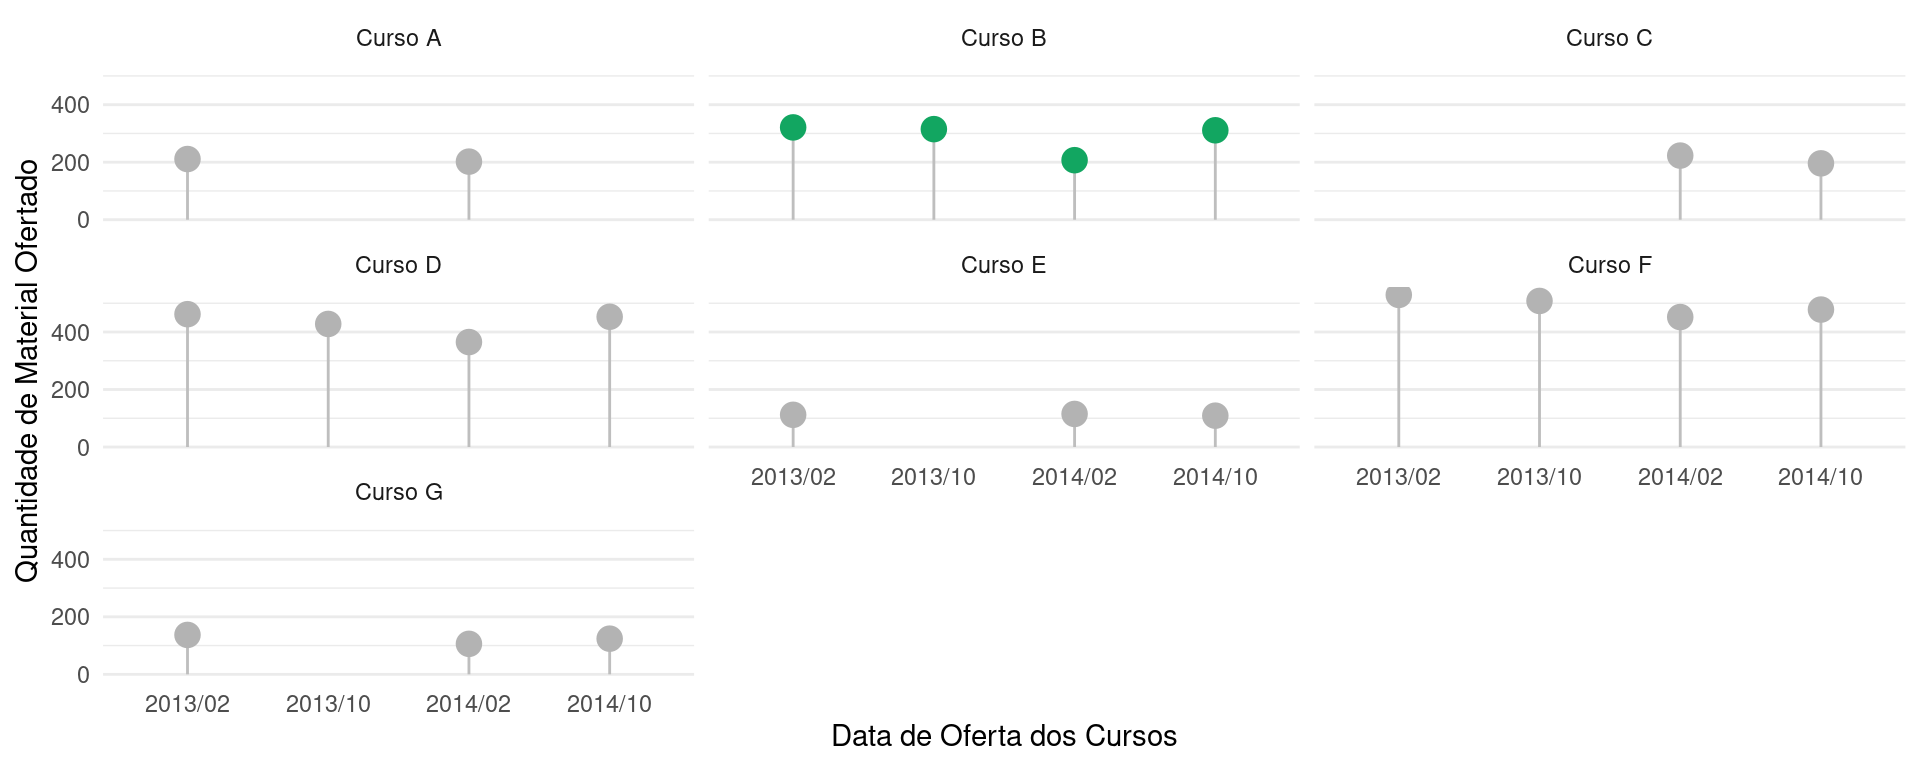 Curso A
Curso B
Curso C
400
200
0
Curso D
Curso E
Curso F
400
200
0
2013/02
2013/10
2014/02
2014/10
2013/02
2013/10
2014/02
2014/10
Curso G
400
200
0
2013/02
2013/10
2014/02
2014/10
Quantidade de Material Ofertado
Data de Oferta dos Cursos